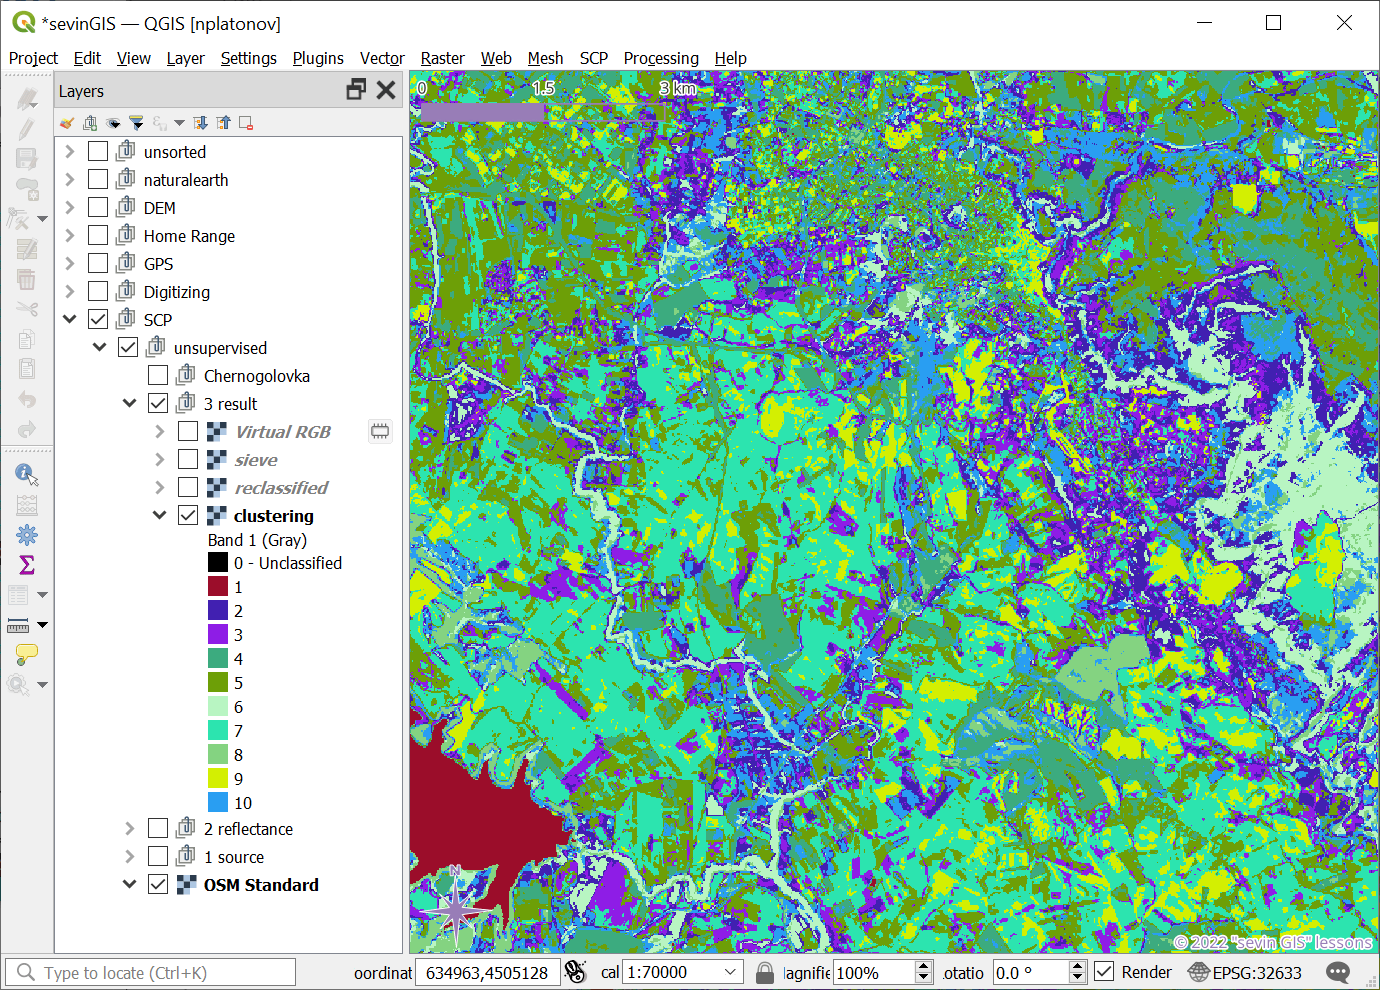 *sevinGIS — QGIS [nplatonov]
Project Edit View Layer Settings Plugins Vector Raster Web Mesh SCP Processing Help
Layers
unsorted
naturalearth
DEM
Home Range
GPS
Digitizing
SCP
unsupervised
Chernogolovka
3 result
Virtual RGB
sieve
reclassified
clustering
Band 1 (Gray)
0 - Unclassified
1
2
3
4
5
6
7
8
9
10
2 reflectance
1 source
OSM Standard
0 1.5 3 km
N
© 2022 "sevin GIS" lessons
Type to locate (Ctrl+K) oordinat 634963,4505128 cal 1:70000 lagnifie 100% otatio 0.0 ° Render EPSG:32633